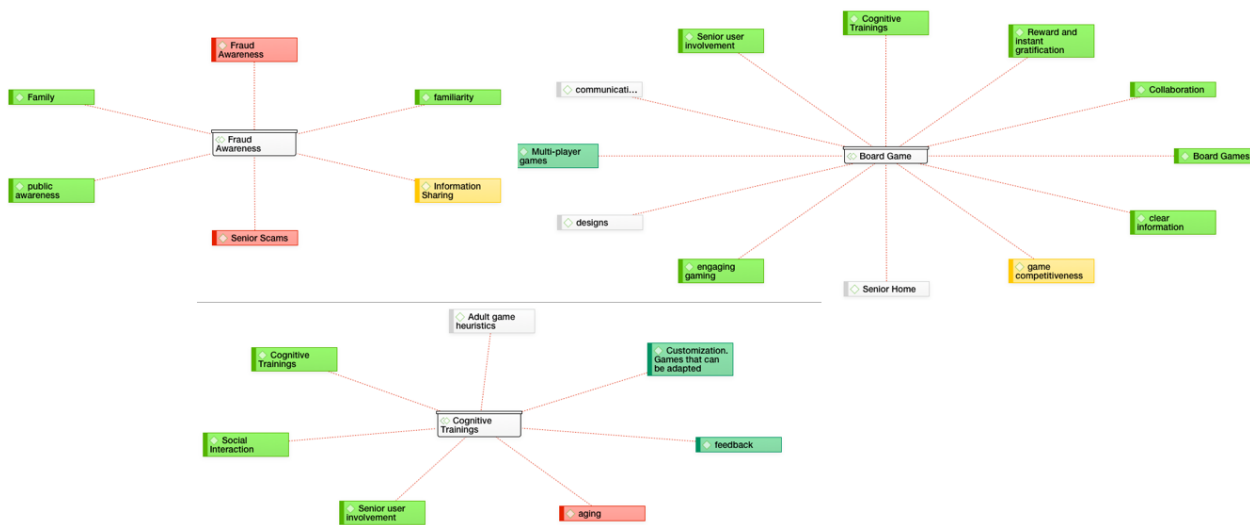 Fraud
Awareness
Family
familiarity
Fraud
Awareness
public
awareness
Information
Sharing
Senior Scams
Cognitive
Trainings
Senior user
involvement
Reward and
instant
gratification
communicati...
Collaboration
Multi-player
games
Board Game
Board Games
designs
clear
information
engaging
gaming
game
competitiveness
Senior Home
Adult game
heuristics
Cognitive
Trainings
Customization.
Games that can
be adapted
Cognitive
Trainings
Social
Interaction
feedback
Senior user
involvement
aging